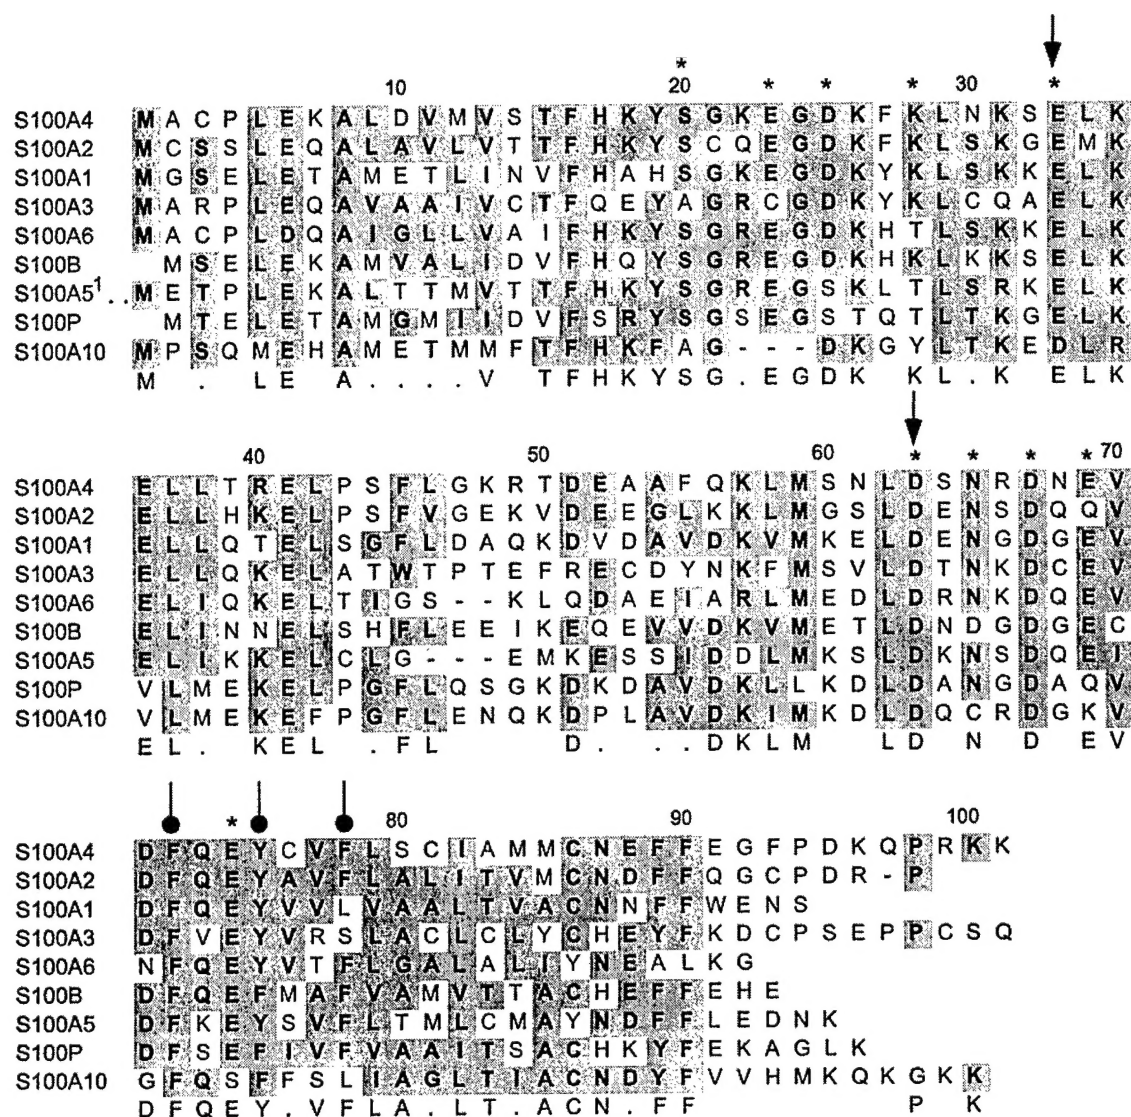 * * * * *
10 20 30
S100A4 M A C P L E K A L D V M V S T F H K Y S G K E G D K F K L N K S E L K
S100A2 M C S S L E Q A L A V L V T T F H K Y S C Q E G D K F K L S K G E M K
S100A1 M G S E L E T A M E T L I N V F H A H S G K E G D K Y K L S K K E L K
S100A3 M A R P L E Q A V A A I V C T F Q E Y A G R C G D K Y K L C Q A E L K
S100A6 M A C P L D Q A I G L L V A I F H K Y S G R E G D K H T L S K K E L K
S100B M S E L E K A M V A L I D V F H Q Y S G R E G D K H K L K K S E L K
S100A5¹ . . M E T P L E K A L T T M V T T F H K Y S G R E G S K L T L S R K E L K
S100P M T E L E T A M G M I I D V F S R Y S G S E G S T Q T L T K G E L K
S100A10 M P S Q M E H A M E T M M F T F H K F A G - - - D K G Y L T K E D L R
M . L E A . . . . V T F H K Y S G . E G D K K L . K E L K
40 50 60 * * * * 70
S100A4 E L L T R E L P S F L G K R T D E A A F Q K L M S N L D S N R D N E V
S100A2 E L L H K E L P S F V G E K V D E E G L K K L M G S L D E N S D Q Q V
S100A1 E L L Q T E L S G F L D A Q K D V D A V D K V M K E L D E N G D G E V
S100A3 E L L Q K E L A T W T P T E F R E C D Y N K F M S V L D T N K D C E V
S100A6 E L I Q K E L T I G S - - K L Q D A E I A R L M E D L D R N K D Q E V
S100B E L I N N E L S H F L E E I K E Q E V V D K V M E T L D N D G D G E C
S100A5 E L I K K E L C L G - - - E M K E S S I D D L M K S L D K N S D Q E I
S100P V L M E K E L P G F L Q S G K D K D A V D K L L K D L D A N G D A Q V
S100A10 V L M E K E F P G F L E N Q K D P L A V D K I M K D L D Q C R D G K V
E L . K E L . F L D . . . D K L M L D N D E V
* 80 90 100
S100A4 D F Q E Y C V F L S C I A M M C N E F F E G F P D K Q P R K K
S100A2 D F Q E Y A V F L A L I T V M C N D F F Q G C P D R - P
S100A1 D F Q E Y V V L V A A L T V A C N N F F W E N S
S100A3 D F V E Y V R S L A C L C L Y C H E Y F K D C P S E P P C S Q
S100A6 N F Q E Y V T F L G A L A L I Y N E A L K G
S100B D F Q E F M A F V A M V T T A C H E F F E H E
S100A5 D F K E Y S V F L T M L C M A Y N D F F L E D N K
S100P D F S E F I V F V A A I T S A C H K Y F E K A G L K
S100A10 G F Q S F F S L I A G L T I A C N D Y F V V H M K Q K G K K
D F Q E Y . V F L A . L T . A C N . F F P K